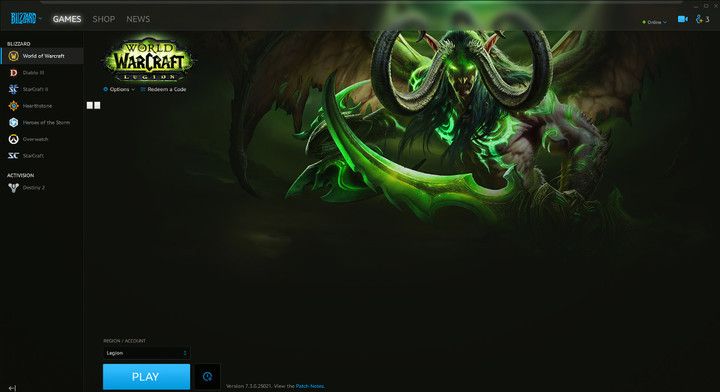 BLIZZARD
GAMES
SHOP
NEWS
Online
3
BLIZZARD
World of Warcraft
Diablo III
StarCraft II
Hearthstone
Heroes of the Storm
Overwatch
StarCraft
ACTIVISION
Destiny 2
WORLD
OF
WARCRAFT
LEGION
Options
Redeem a Code
REGION / ACCOUNT
Legion
PLAY
Version 7.3.0.25021. View the Patch Notes.